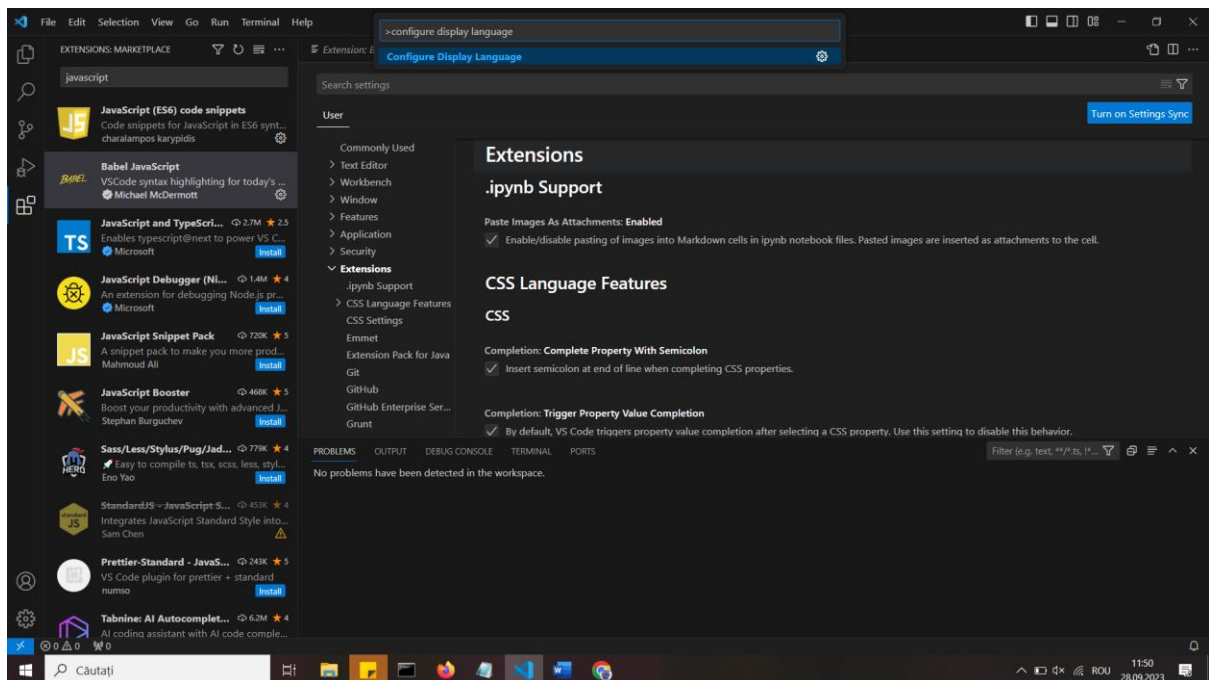 File Edit Selection View Go Run Terminal Help
>configure display language
Configure Display Language
EXTENSIONS: MARKETPLACE
javascript
JavaScript (ES6) code snippets
Code snippets for JavaScript in ES6 synt...
charalampos karypidis
Babel JavaScript
VSCode syntax highlighting for today's ...
Michael McDermott
JavaScript and TypeScri... 2.7M 2.5
Enables typescript@next to power VS C...
Microsoft Install
JavaScript Debugger (Ni... 1.4M 4
An extension for debugging Node.js pr...
Microsoft Install
JavaScript Snippet Pack 720K 5
A snippet pack to make you more prod...
Mahmoud Ali Install
JavaScript Booster 468K 5
Boost your productivity with advanced J...
Stephan Burguchev Install
Sass/Less/Stylus/Pug/Jad... 779K 4
Easy to compile ts, tsx, scss, less, styl...
Eno Yao Install
StandardJS - JavaScript S... 453K 4
Integrates JavaScript Standard Style into...
Sam Chen
Prettier-Standard - JavaS... 243K 5
VS Code plugin for prettier + standard
numso Install
Tabnine: AI Autocomplet... 6.2M 4
AI coding assistant with AI code comple...
Extension: E
Search settings
User
Turn on Settings Sync
Commonly Used
Text Editor
Workbench
Window
Features
Application
Security
Extensions
.ipynb Support
CSS Language Features
CSS Settings
Emmet
Extension Pack for Java
Git
GitHub
GitHub Enterprise Ser...
Grunt
Extensions
.ipynb Support
Paste Images As Attachments: Enabled
Enable/disable pasting of images into Markdown cells in ipynb notebook files. Pasted images are inserted as attachments to the cell.
CSS Language Features
CSS
Completion: Complete Property With Semicolon
Insert semicolon at end of line when completing CSS properties.
Completion: Trigger Property Value Completion
By default, VS Code triggers property value completion after selecting a CSS property. Use this setting to disable this behavior.
PROBLEMS OUTPUT DEBUG CONSOLE TERMINAL PORTS
Filter (e.g. text, **/*.ts, !*...
No problems have been detected in the workspace.
0 0 0
Căutați
ROU
11:50
28.09.2023